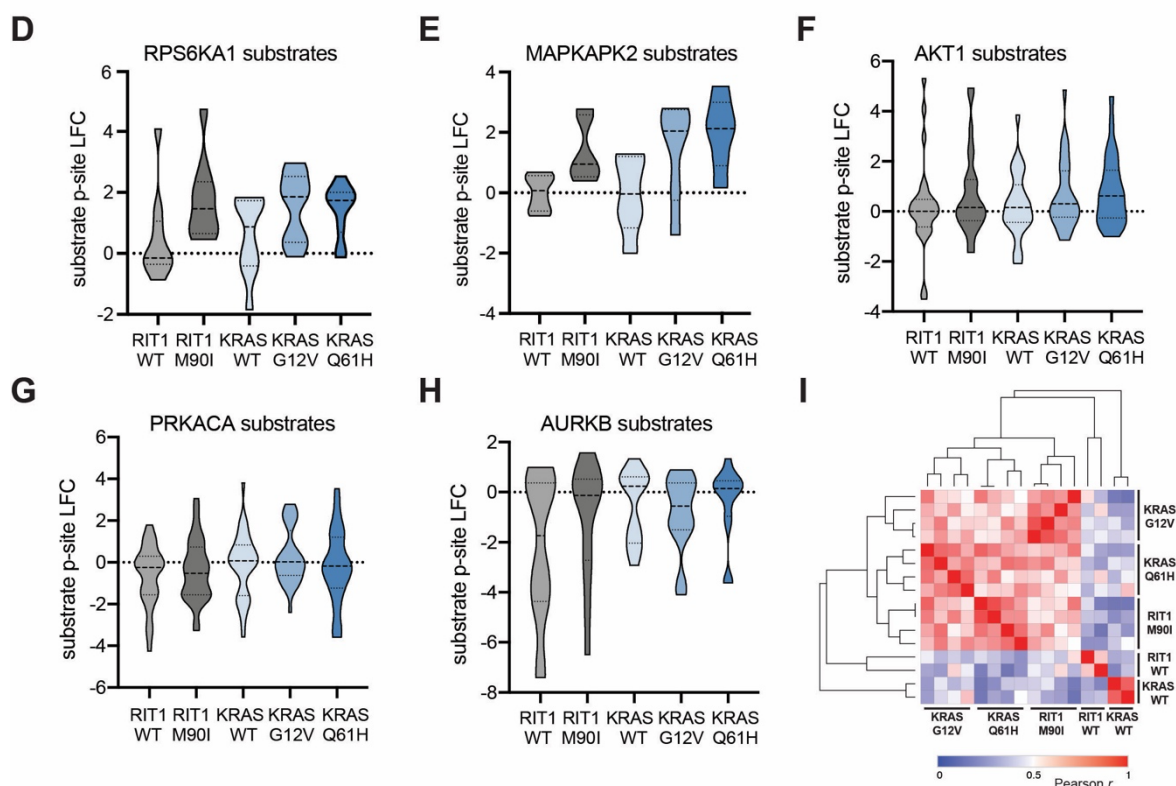 D
RPS6KA1 substrates
substrate p-site LFC
6
4
2
0
-2
RIT1 WT
RIT1 M90I
KRAS WT
KRAS G12V
KRAS Q61H
E
MAPKAPK2 substrates
substrate p-site LFC
4
2
0
-2
-4
RIT1 WT
RIT1 M90I
KRAS WT
KRAS G12V
KRAS Q61H
F
AKT1 substrates
substrate p-site LFC
6
4
2
0
-2
-4
RIT1 WT
RIT1 M90I
KRAS WT
KRAS G12V
KRAS Q61H
G
PRKACA substrates
substrate p-site LFC
6
4
2
0
-2
-4
-6
RIT1 WT
RIT1 M90I
KRAS WT
KRAS G12V
KRAS Q61H
H
AURKB substrates
substrate p-site LFC
2
0
-2
-4
-6
-8
RIT1 WT
RIT1 M90I
KRAS WT
KRAS G12V
KRAS Q61H
I
KRAS
G12V
KRAS
Q61H
RIT1
M90I
RIT1
WT
KRAS
WT
KRAS G12V
KRAS Q61H
RIT1 M90I
RIT1 WT
KRAS WT
0 0.5 1
Pearson r